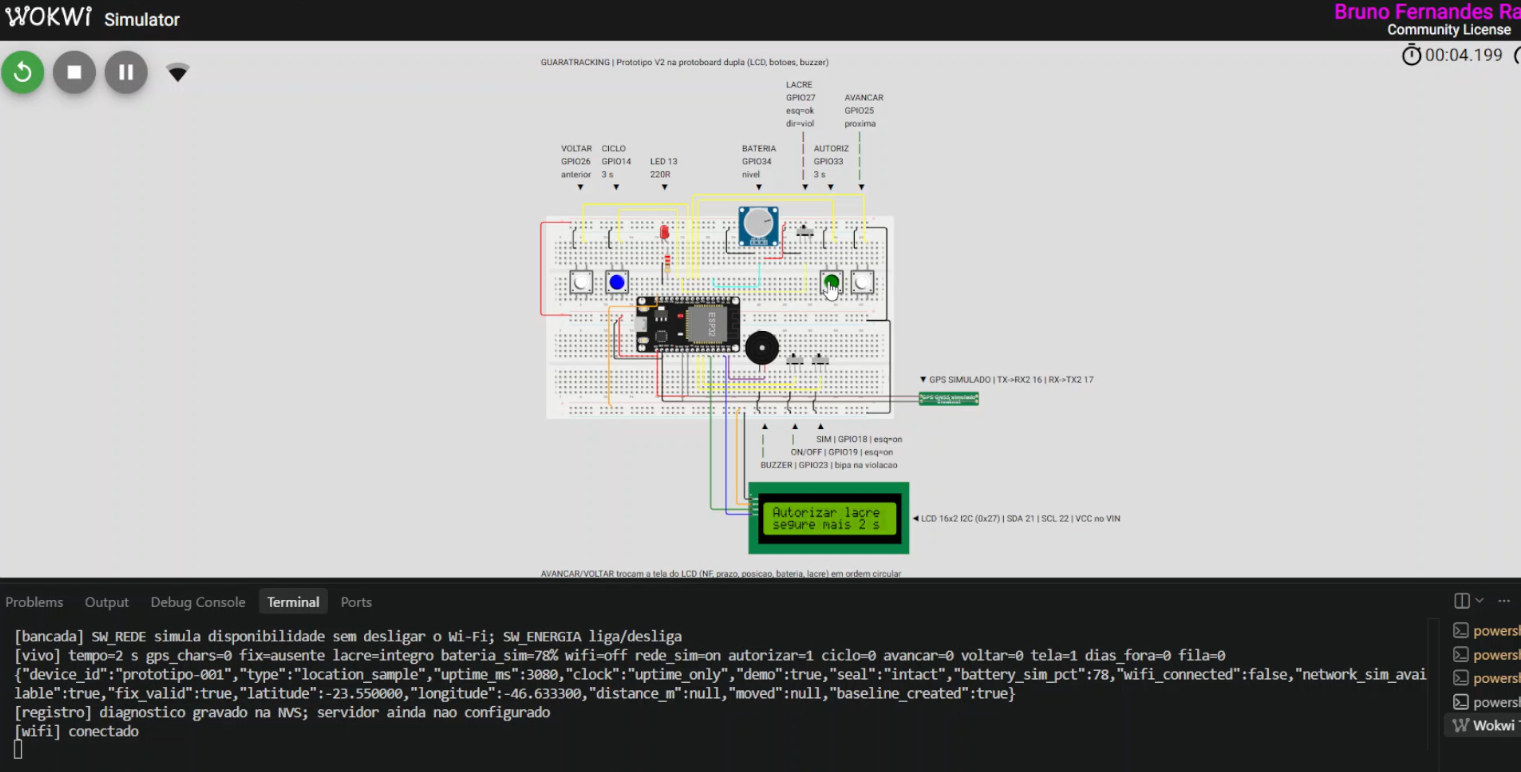 WOKWi Simulator
Bruno Fernandes Ra
Community License
00:04.199
GUARATRACKING | Prototipo V2 na protoboard dupla (LCD, botoes, buzzer)
LACRE
GPIO27
esq=ok
dir=viol
AVANCAR
GPIO25
proxima
VOLTAR
GPIO26
anterior
CICLO
GPIO14
3 s
LED 13
220R
BATERIA
GPIO34
nivel
AUTORIZ
GPIO33
3 s
ESP32
▼ GPS SIMULADO | TX->RX2 16 | RX->TX2 17
SIM | GPIO18 | esq=on
ON/OFF | GPIO19 | esq=on
BUZZER | GPIO23 | bipa na violacao
Autorizar lacre
segure mais 2 s
◄ LCD 16x2 I2C (0x27) | SDA 21 | SCL 22 | VCC no VIN
AVANCAR/VOLTAR trocam a tela do LCD (NF, prazo, posicao, bateria, lacre) em ordem circular
Problems Output Debug Console Terminal Ports
[bancada] SW_REDE simula disponibilidade sem desligar o Wi-Fi; SW_ENERGIA liga/desliga
[vivo] tempo=2 s gps_chars=0 fix=ausente lacre=integro bateria_sim=78% wifi=off rede_sim=on autorizar=1 ciclo=0 avancar=0 voltar=0 tela=1 dias_fora=0 fila=0
{"device_id":"prototipo-001","type":"location_sample","uptime_ms":3080,"clock":"uptime_only","demo":true,"seal":"intact","battery_sim_pct":78,"wifi_connected":false,"network_sim_avai
lable":true,"fix_valid":true,"latitude":-23.550000,"longitude":-46.633300,"distance_m":null,"moved":null,"baseline_created":true}
[registro] diagnostico gravado na NVS; servidor ainda nao configurado
[wifi] conectado
powersh
powersh
powersh
powersh
Wokwi T